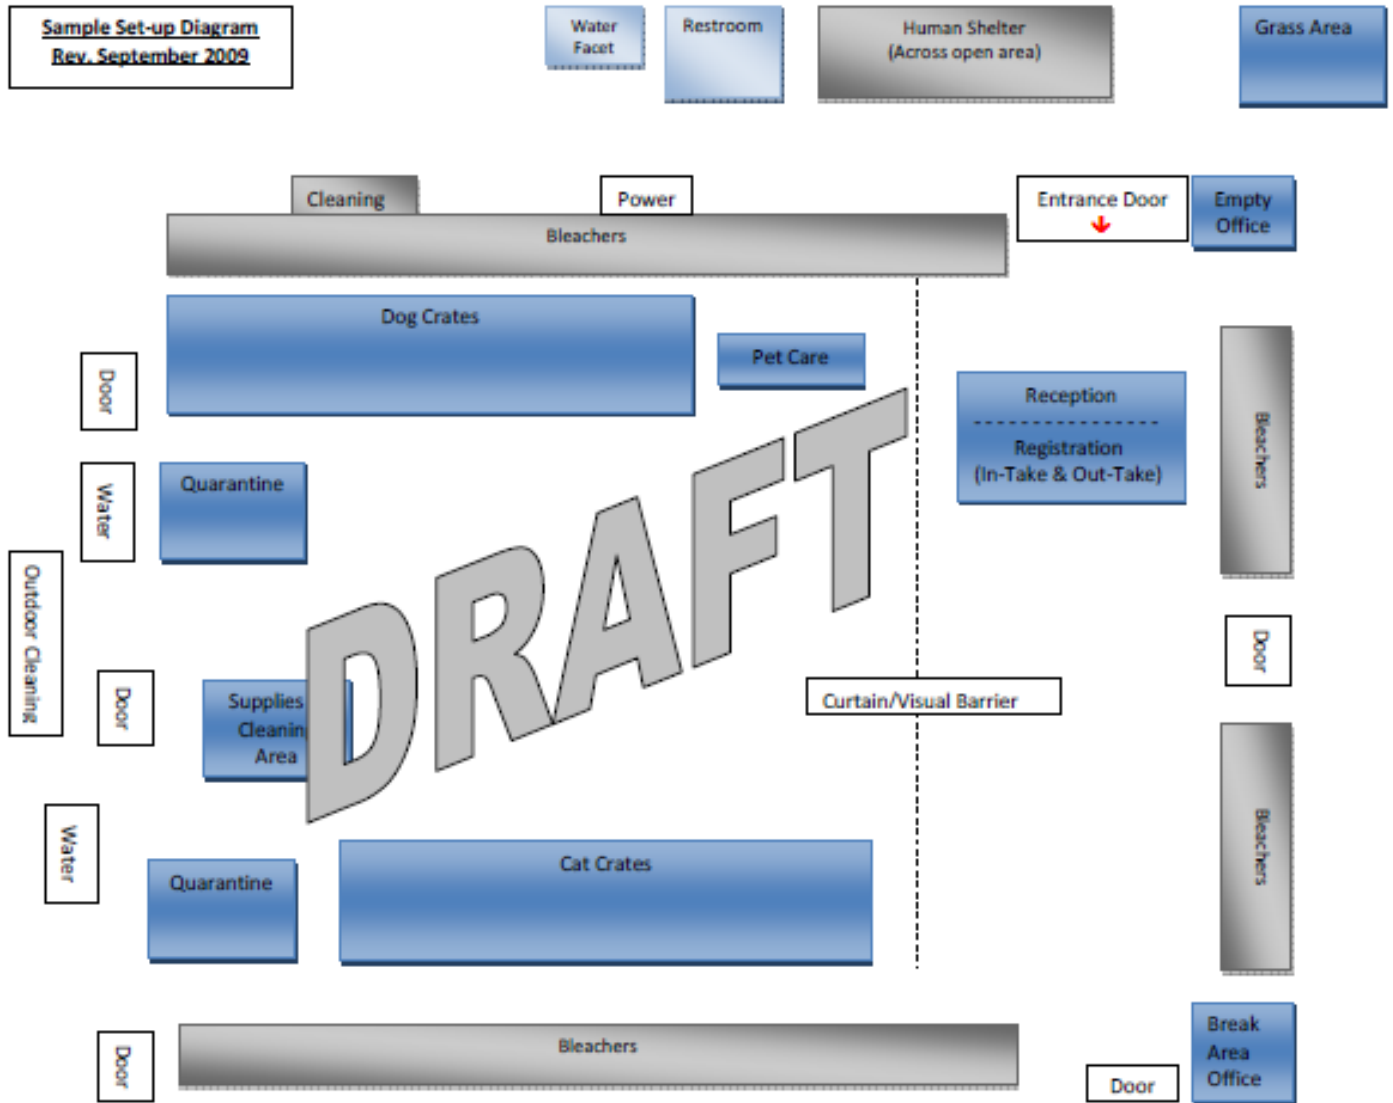 Sample Set-up Diagram
Rev. September 2009
Water
Facet
Restroom
Human Shelter
(Across open area)
Grass Area
Cleaning
Power
Entrance Door
Empty
Office
Bleachers
Dog Crates
Pet Care
Door
Reception
Registration
(In-Take & Out-Take)
Bleachers
Quarantine
Water
Outdoor Cleaning
DRAFT
Door
Door
Supplies
Cleanin
Area
Curtain/Visual Barrier
Water
Bleachers
Quarantine
Cat Crates
Door
Bleachers
Door
Break
Area
Office